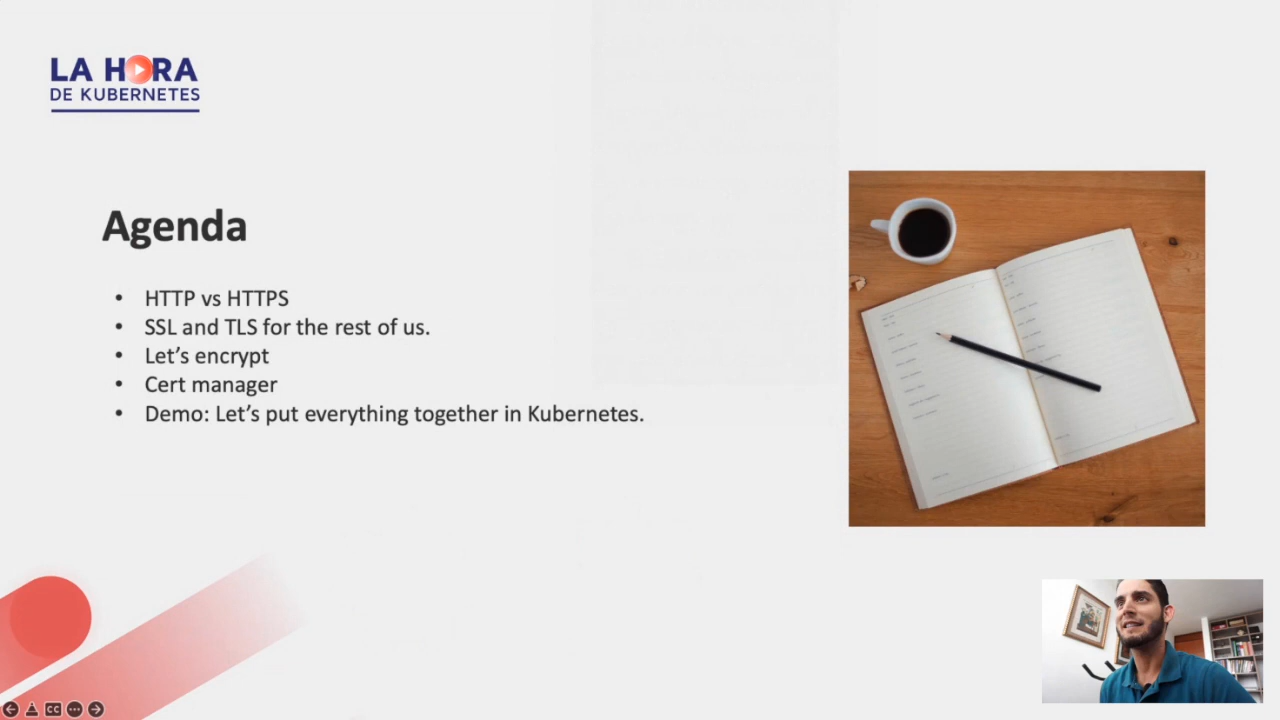 LA HORA
DE KUBERNETES
Agenda
• HTTP vs HTTPS
• SSL and TLS for the rest of us.
• Let’s encrypt
• Cert manager
• Demo: Let’s put everything together in Kubernetes.
CC